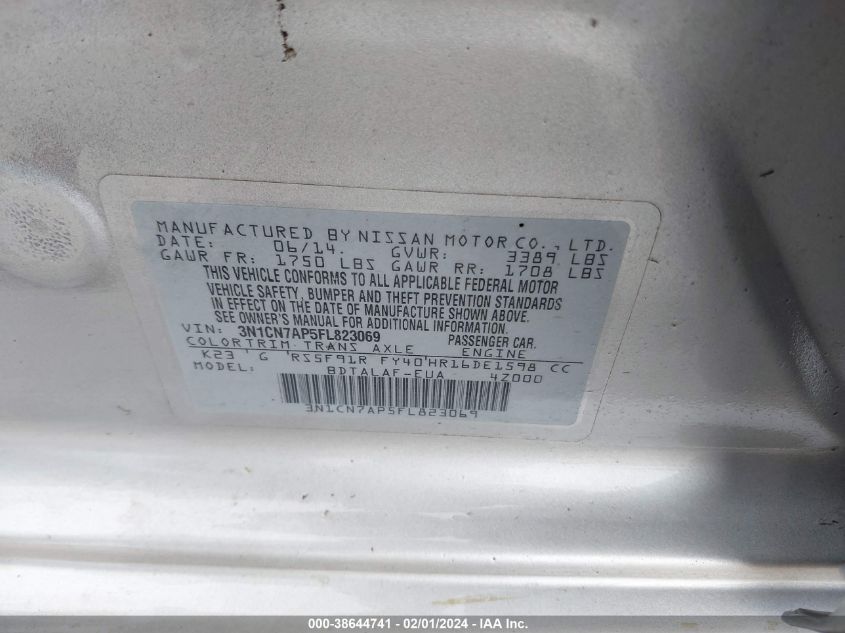 MANUFACTURED BY NISSAN MOTOR CO., LTD.
DATE: 06/14. GVWR: 3389 LBS
GAWR FR: 1750 LBS GAWR RR: 1708 LBS
THIS VEHICLE CONFORMS TO ALL APPLICABLE FEDERAL MOTOR
VEHICLE SAFETY, BUMPER AND THEFT PREVENTION STANDARDS
IN EFFECT ON THE DATE OF MANUFACTURE SHOWN ABOVE.
SEE OWNER'S MANUAL FOR ADDITIONAL INFORMATION.
VIN: 3N1CN7AP5FL823069 PASSENGER CAR.
COLOR TRIM TRANS AXLE ENGINE
K23 G RS5F91R FY40 HR16DE1598 CC
MODEL: BDTALAF-EUA 4Z000
3N1CN7AP5FL823069
000-38644741 - 02/01/2024 - IAA Inc.